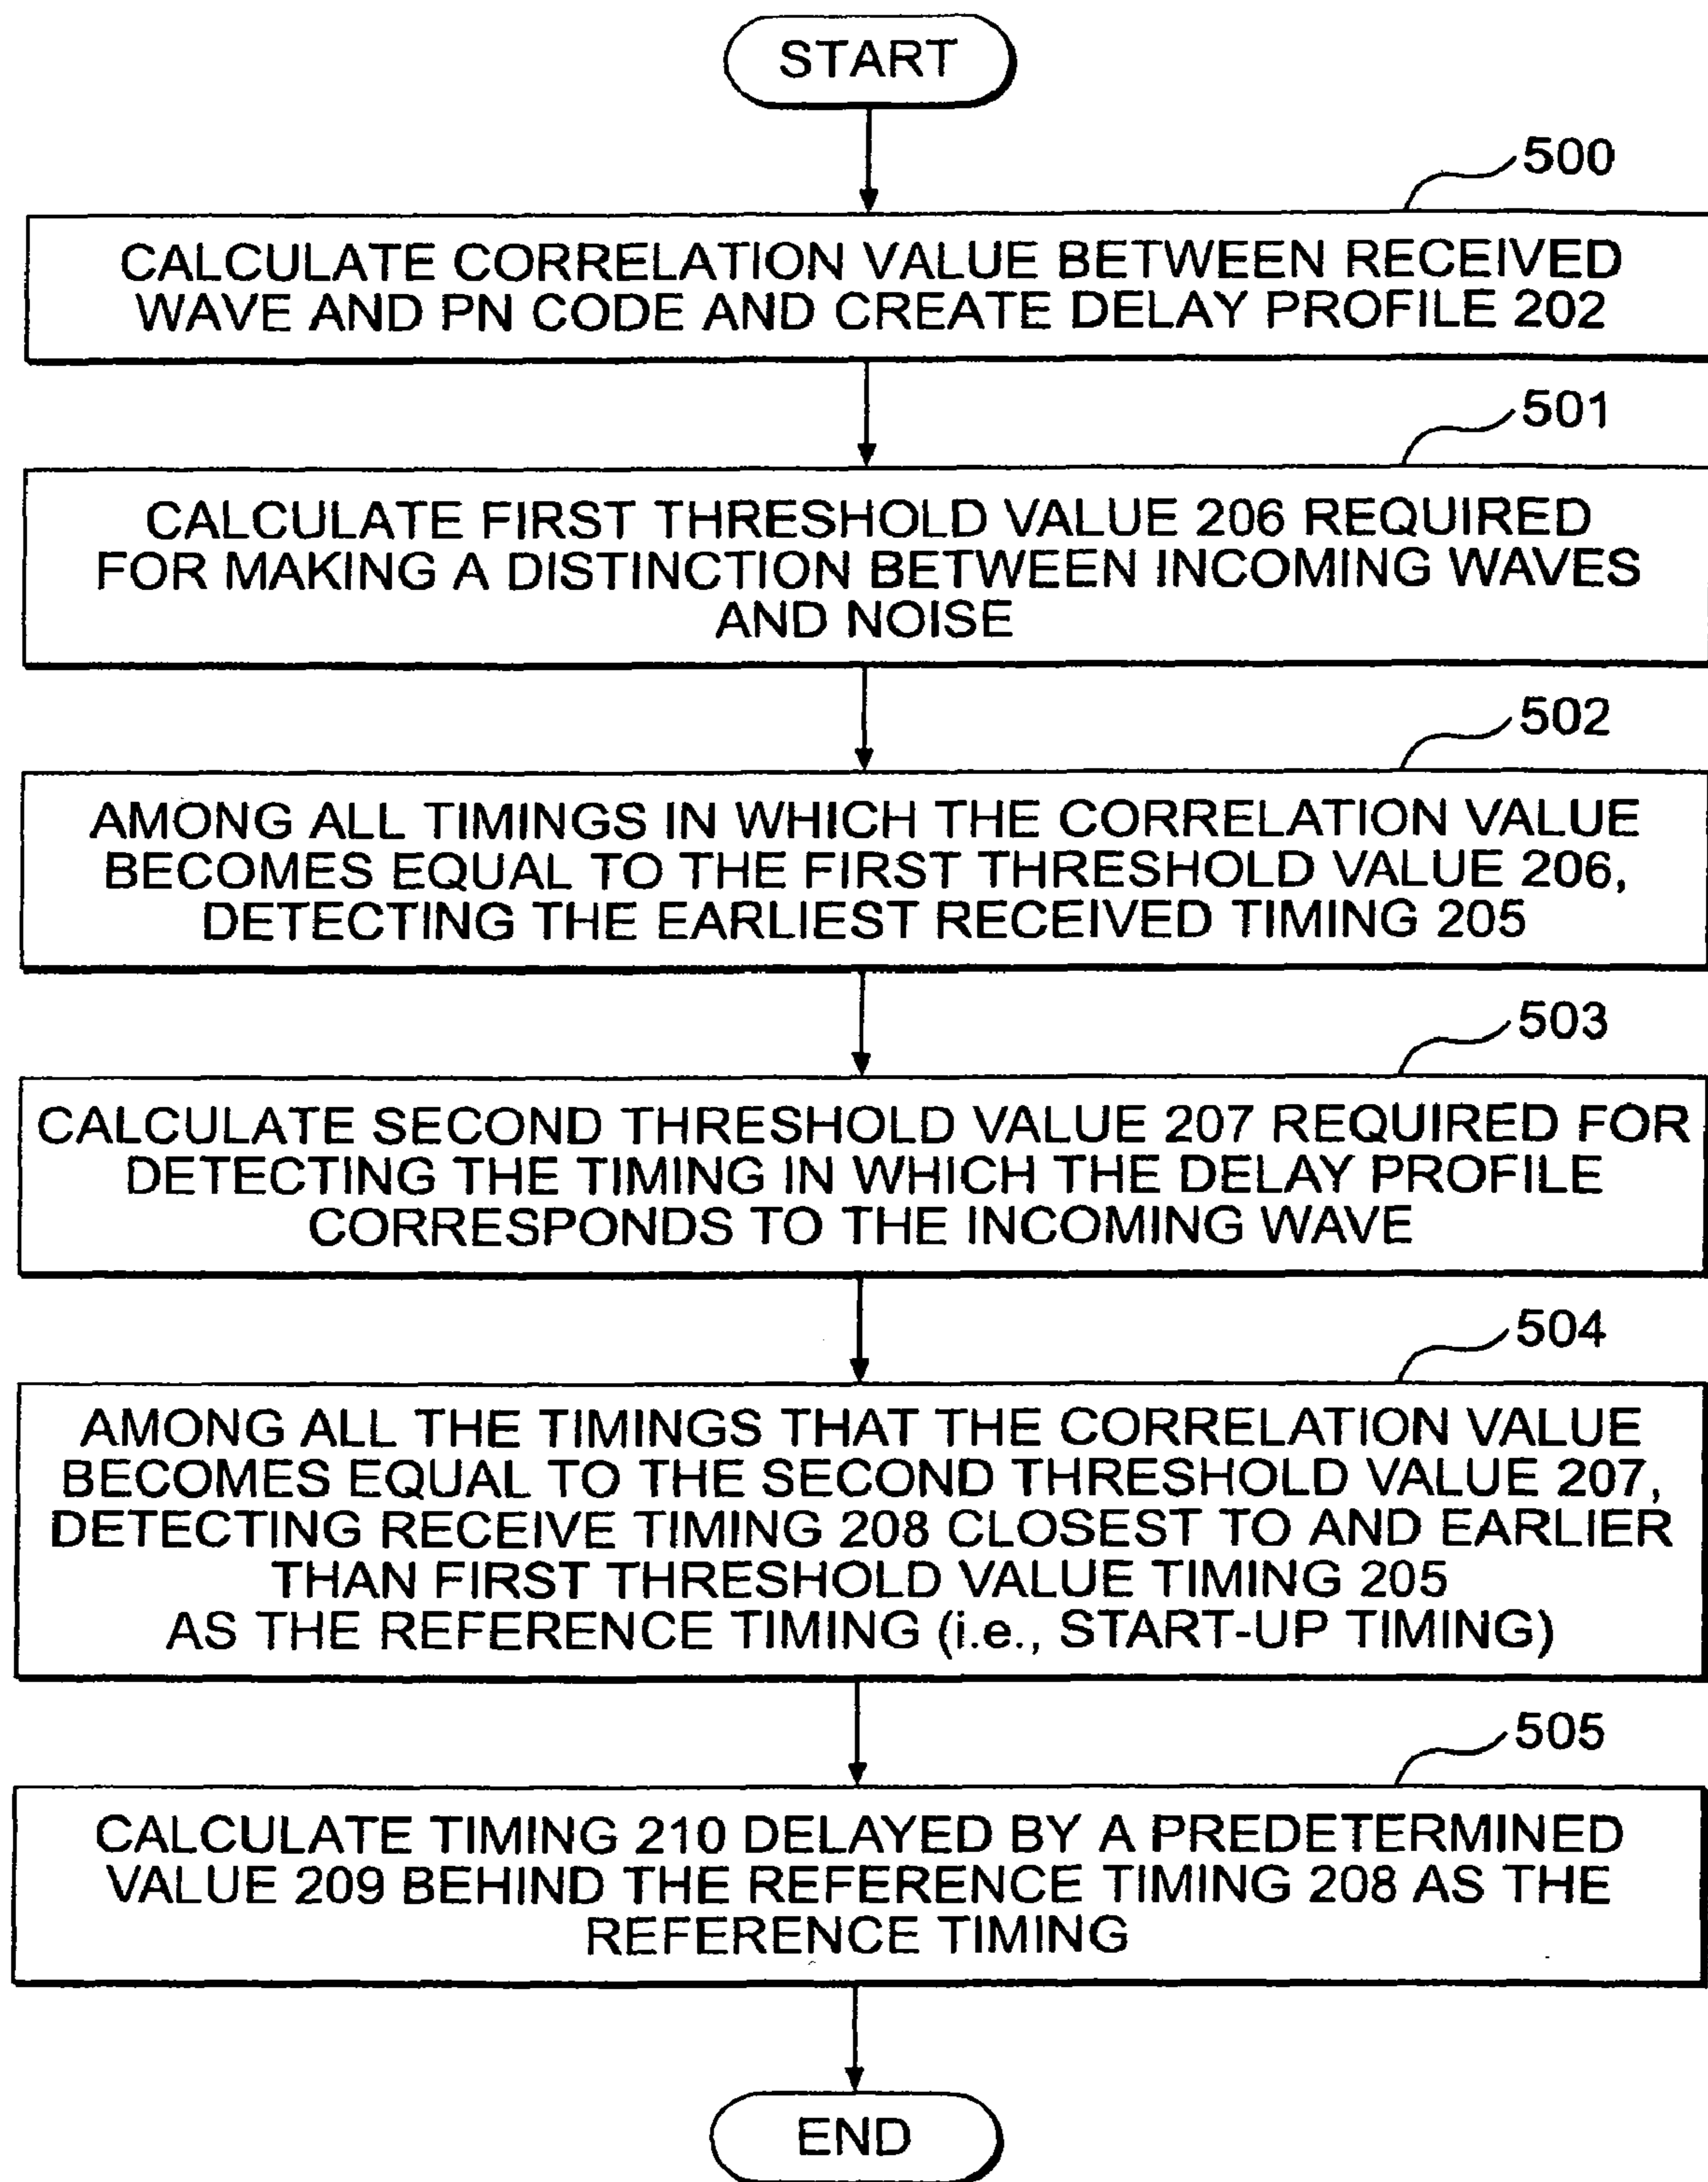 START
500
CALCULATE CORRELATION VALUE BETWEEN RECEIVED
WAVE AND PN CODE AND CREATE DELAY PROFILE 202
501
CALCULATE FIRST THRESHOLD VALUE 206 REQUIRED
FOR MAKING A DISTINCTION BETWEEN INCOMING WAVES
AND NOISE
502
AMONG ALL TIMINGS IN WHICH THE CORRELATION VALUE
BECOMES EQUAL TO THE FIRST THRESHOLD VALUE 206,
DETECTING THE EARLIEST RECEIVED TIMING 205
503
CALCULATE SECOND THRESHOLD VALUE 207 REQUIRED FOR
DETECTING THE TIMING IN WHICH THE DELAY PROFILE
CORRESPONDS TO THE INCOMING WAVE
504
AMONG ALL THE TIMINGS THAT THE CORRELATION VALUE
BECOMES EQUAL TO THE SECOND THRESHOLD VALUE 207,
DETECTING RECEIVE TIMING 208 CLOSEST TO AND EARLIER
THAN FIRST THRESHOLD VALUE TIMING 205
AS THE REFERENCE TIMING (i.e., START-UP TIMING)
505
CALCULATE TIMING 210 DELAYED BY A PREDETERMINED
VALUE 209 BEHIND THE REFERENCE TIMING 208 AS THE
REFERENCE TIMING
END